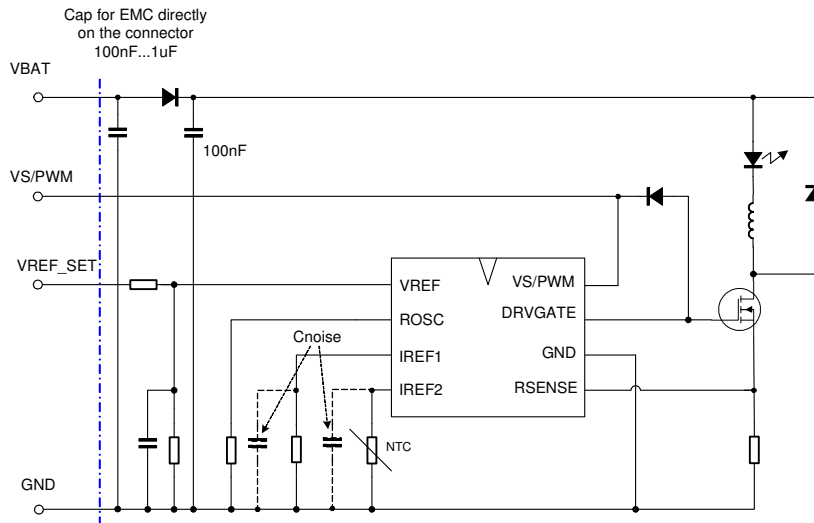 Cap for EMC directly
on the connector
100nF...1uF
VBAT
100nF
VS/PWM
VREF_SET
VREF
VS/PWM
ROSC
DRVGATE
Cnoise
IREF1
GND
IREF2
RSENSE
NTC
GND